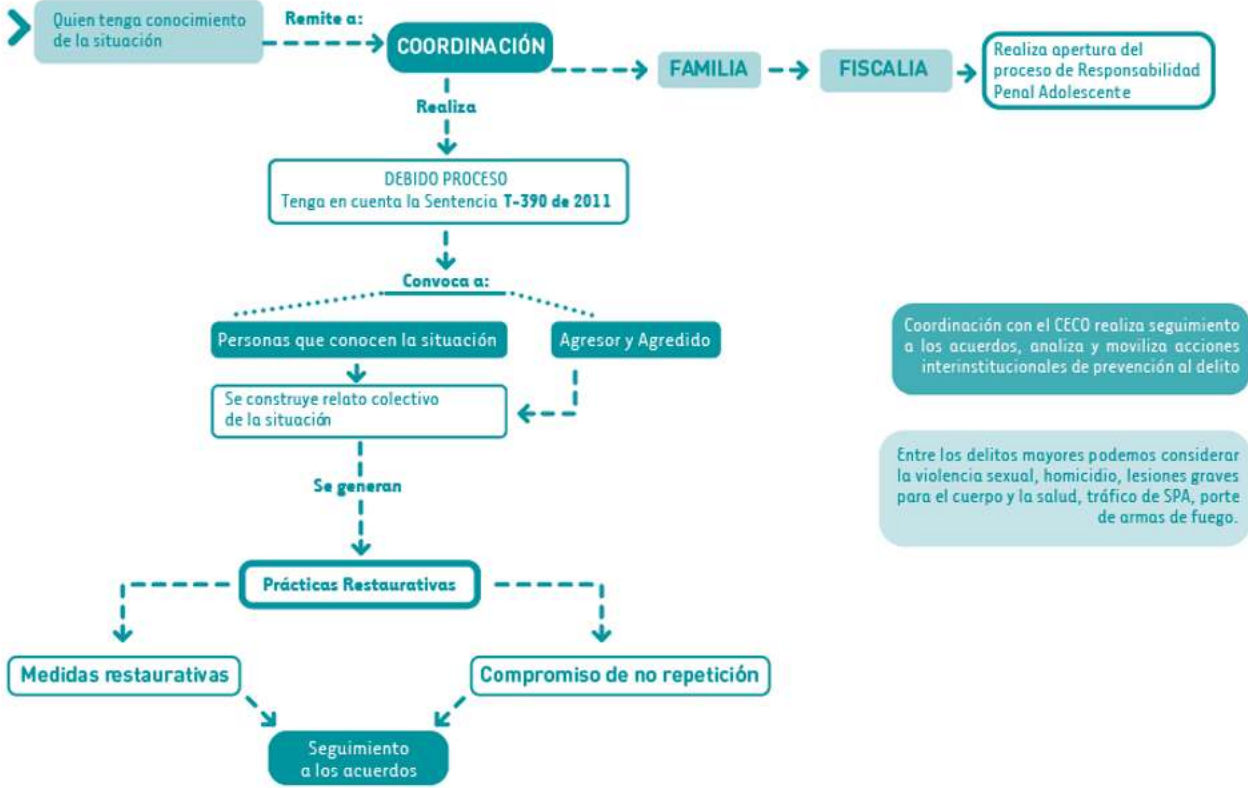 Quien tenga conocimiento
de la situación
Remite a:
COORDINACIÓN
FAMILIA
FISCALIA
Realiza apertura del
proceso de Responsabilidad
Penal Adolescente
Realiza
DEBIDO PROCESO
Tenga en cuenta la Sentencia T-390 de 2011
Convoca a:
Personas que conocen la situación
Agresor y Agredido
Se construye relato colectivo
de la situación
Coordinación con el CECO realiza seguimiento
a los acuerdos, analiza y moviliza acciones
interinstitucionales de prevención al delito
Entre los delitos mayores podemos considerar
la violencia sexual, homicidio, lesiones graves
para el cuerpo y la salud, tráfico de SPA, porte
de armas de fuego.
Se generan
Prácticas Restaurativas
Medidas restaurativas
Compromiso de no repetición
Seguimiento
a los acuerdos